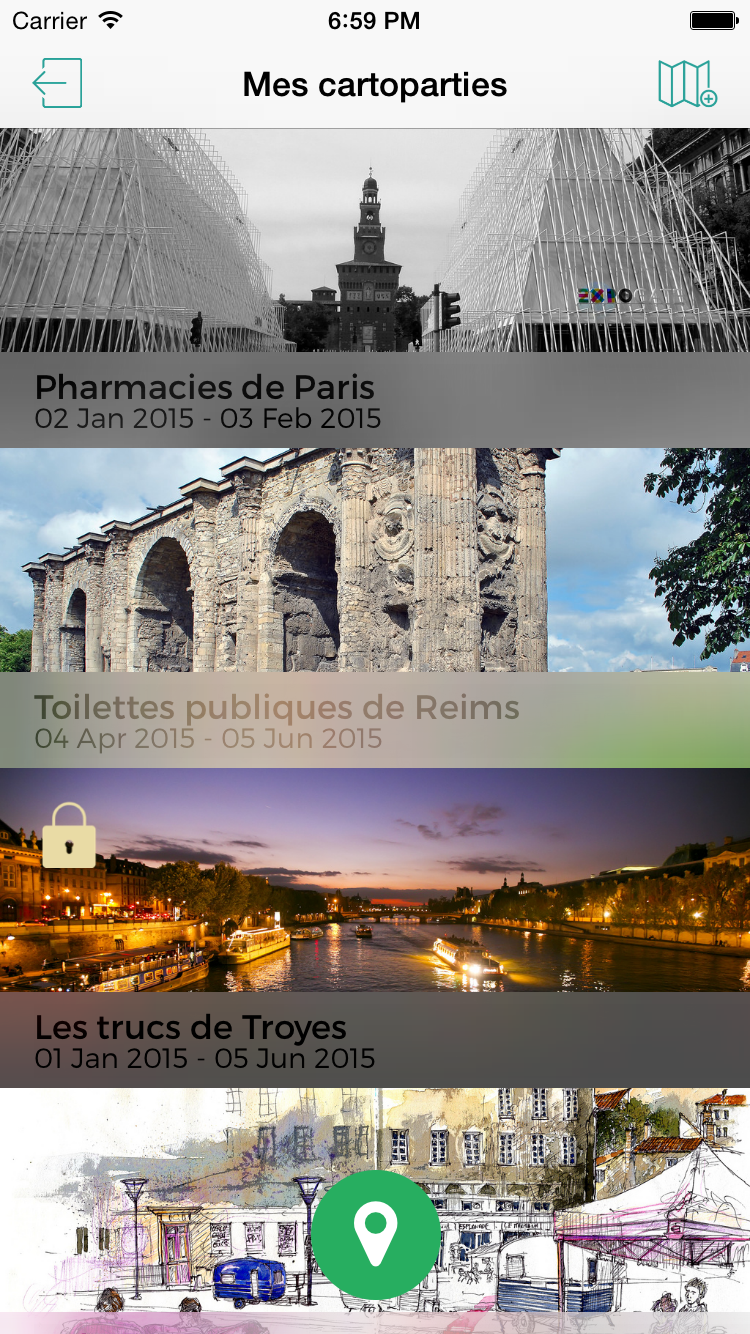 Carrier
6:59 PM
Mes cartoparties
EXPO
Pharmacies de Paris
02 Jan 2015 - 03 Feb 2015
Toilettes publiques de Reims
04 Apr 2015 - 05 Jun 2015
Les trucs de Troyes
01 Jan 2015 - 05 Jun 2015